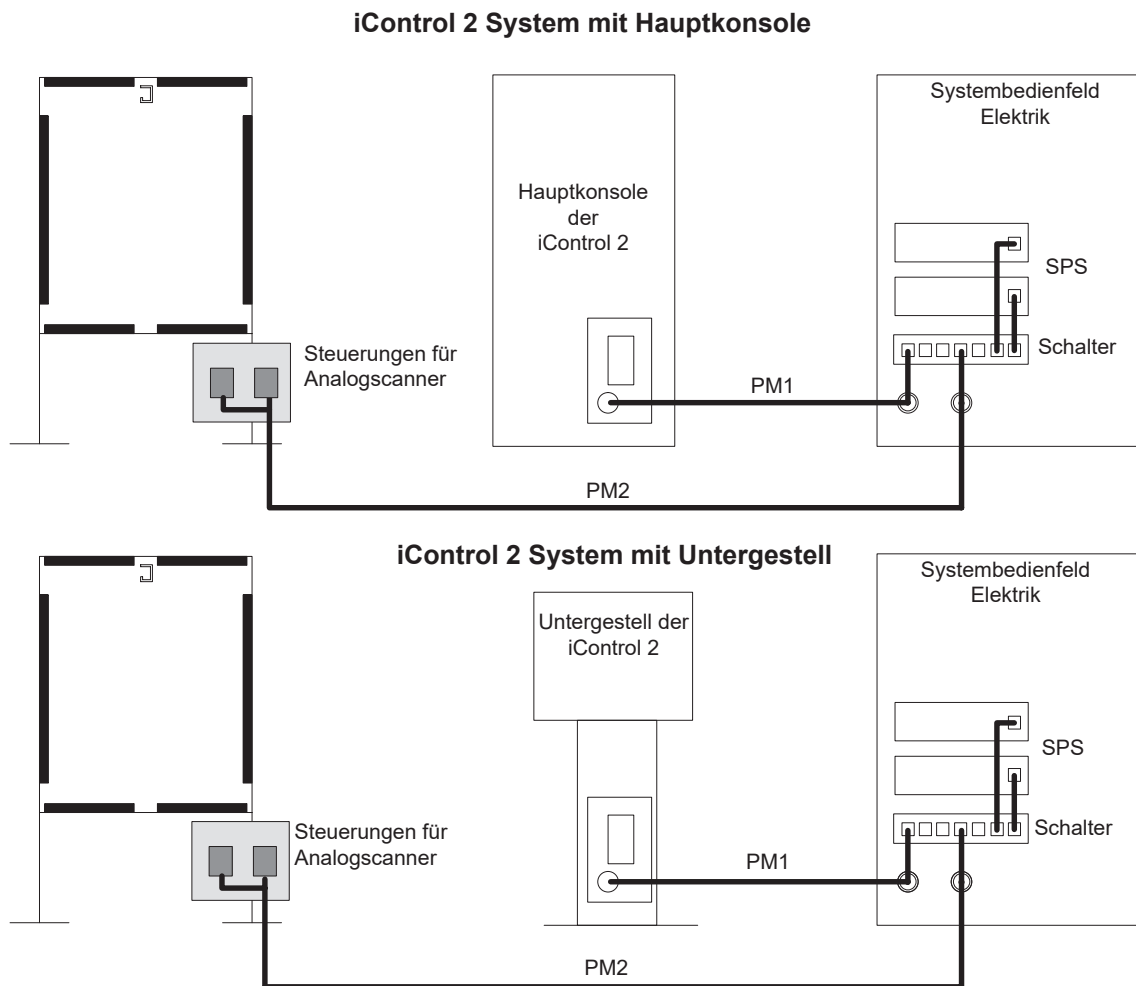 iControl 2 System mit Hauptkonsole
Systembedienfeld
Elektrik
Hauptkonsole
der
iControl 2
SPS
Schalter
Steuerungen für
Analogscanner
PM1
PM2
iControl 2 System mit Untergestell
Systembedienfeld
Elektrik
Untergestell der
iControl 2
SPS
Schalter
Steuerungen für
Analogscanner
PM1
PM2